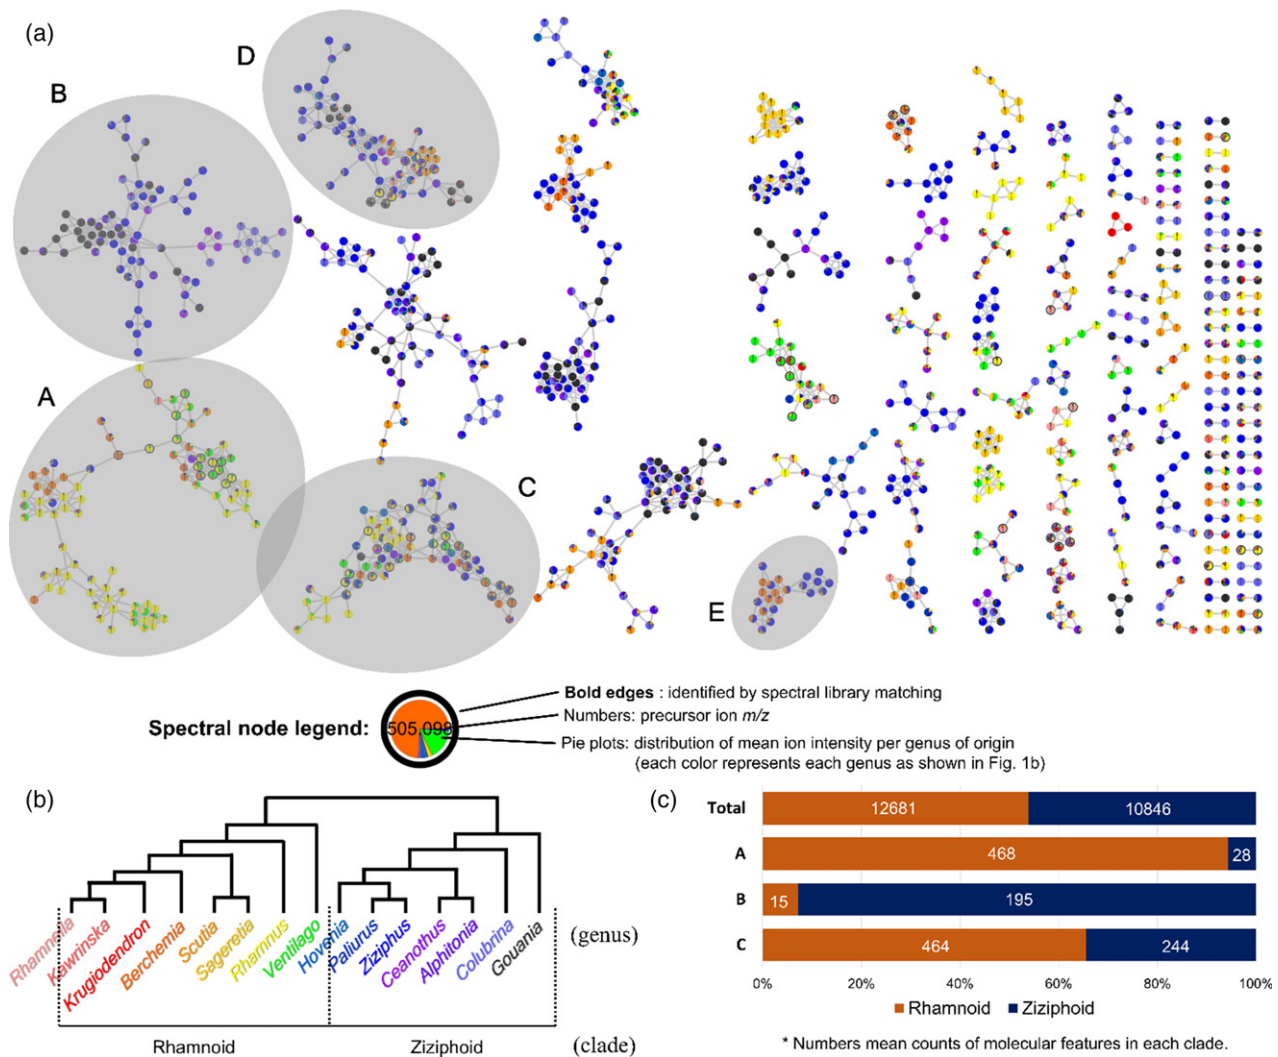 (a)
D
B
A
C
E
Spectral node legend:
505.098
Bold edges : identified by spectral library matching
Numbers: precursor ion m/z
Pie plots: distribution of mean ion intensity per genus of origin
(each color represents each genus as shown in Fig. 1b)
(b)
Rhamnella
Karwinska
Krugiodendron
Berchemia
Scutia
Sageretia
Rhamnus
Ventilago
Hovenia
Paliurus
Ziziphus
Ceanothus
Alphitonia
Colubrina
Gouania
(genus)
Rhamnoid
Ziziphoid
(clade)
(c)
Total
12681
10846
A
468
28
B
15
195
C
464
244
0%
20%
40%
60%
80%
100%
Rhamnoid
Ziziphoid
* Numbers mean counts of molecular features in each clade.